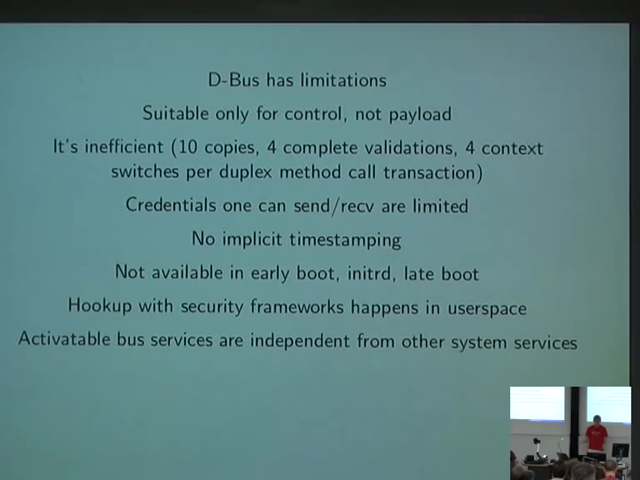 D-Bus has limitations
Suitable only for control, not payload
It's inefficient (10 copies, 4 complete validations, 4 context
switches per duplex method call transaction)
Credentials one can send/recv are limited
No implicit timestamping
Not available in early boot, initrd, late boot
Hookup with security frameworks happens in userspace
Activatable bus services are independent from other system services